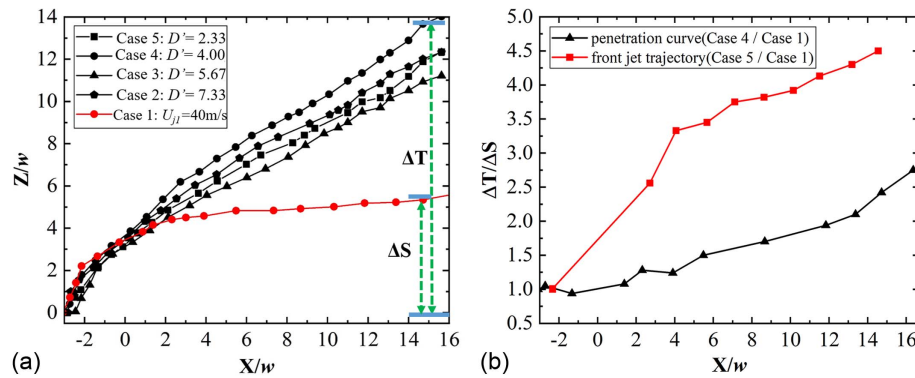 14
12
10
8
6
4
2
0
Z/w
Case 5: D'= 2.33
Case 4: D'= 4.00
Case 3: D'= 5.67
Case 2: D'= 7.33
Case 1: Uj1=40m/s
ΔT
ΔS
-2 0 2 4 6 8 10 12 14 16
X/w
(a)
5.0
4.5
4.0
3.5
3.0
2.5
2.0
1.5
1.0
0.5
ΔT/ΔS
penetration curve(Case 4 / Case 1)
front jet trajectory(Case 5 / Case 1)
-2 0 2 4 6 8 10 12 14 16
X/w
(b)